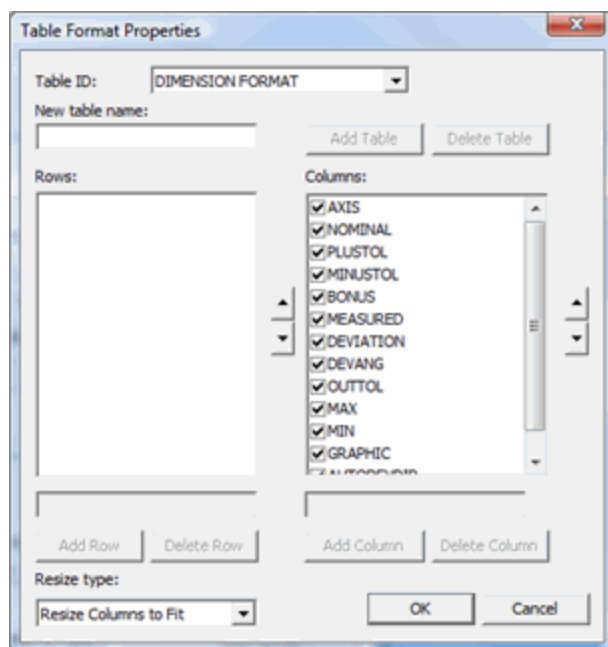 Table Format Properties
Table ID: DIMENSION FORMAT
New table name:
Add Table Delete Table
Rows: Columns:
AXIS
NOMINAL
PLUSTOL
MINUSTOL
BONUS
MEASURED
DEVIATION
DEVANG
OUTTOL
MAX
MIN
GRAPHIC
Add Row Delete Row Add Column Delete Column
Resize type:
Resize Columns to Fit OK Cancel